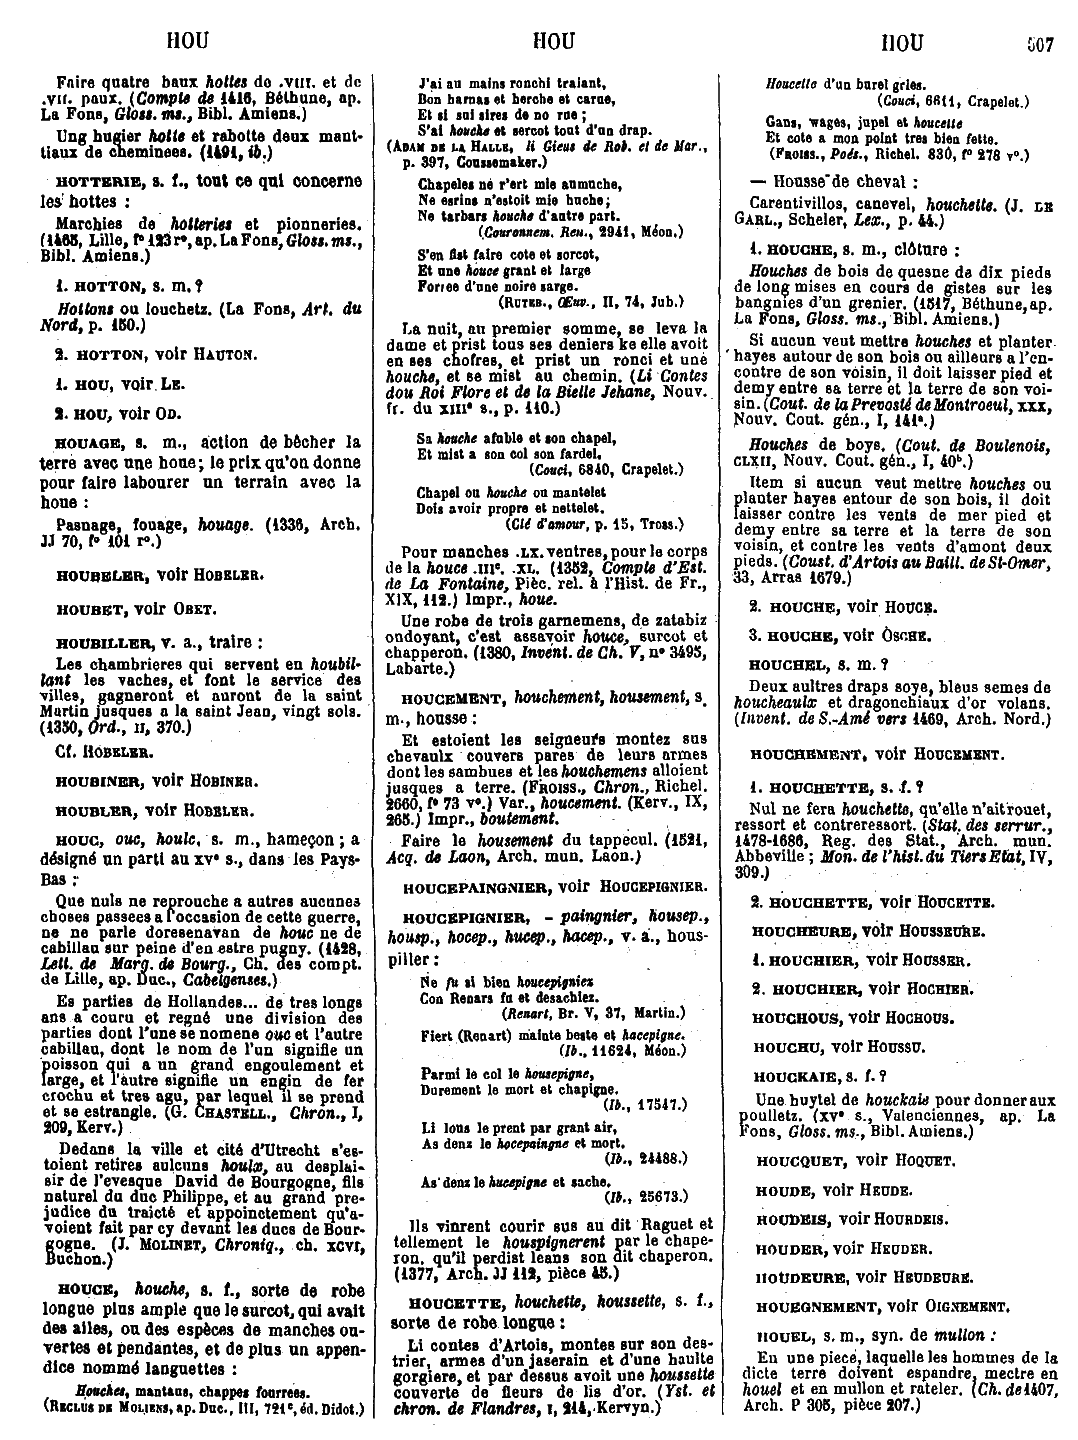 HOU
HOU
HOU
507
Faire quatre baux hottes de .VIII. et de
.VII. paux. (Compte de 1416, Béthune, ap.
La Fons, Gloss. ms., Bibl. Amiens.)
Ung hugier hotte et rabotte deux mant-
tiaux de cheminees. (1491, ib.)
HOTTERIE, s. f., tout ce qui concerne
les hottes :
Marchies de hotteries et pionneries.
(1465, Lille, f° 123 r°, ap. La Fons, Gloss. ms.,
Bibl. Amiens.)
1. HOTTON, s. m. ?
Hottons ou louchetz. (La Fons, Art. du
Nord, p. 150.)
2. HOTTON, voir HAUTON.
1. HOU, voir LE.
2. HOU, voir OD.
HOUAGE, s. m., action de bêcher la
terre avec une houe ; le prix qu'on donne
pour faire labourer un terrain avec la
houe :
Pasnage, fouage, houage. (1336, Arch.
JJ 70, f° 101 r°.)
HOUBELER, voir HOBELER.
HOUBET, voir OBET.
HOUBILLER, v. a., traire :
Les chambrieres qui servent en houbil-
lant les vaches, et font le service des
villes, gagneront et auront de la saint
Martin jusques a la saint Jean, vingt sols.
(1350, Ord., II, 370.)
Cf. HOBELER.
HOUBINER, voir HOBINER.
HOUBLER, voir HOBELER.
HOUC, ouc, houlc, s. m., hameçon ; a
désigné un parti au XV° s., dans les Pays-
Bas :
Que nuls ne reprouche a autres aucunes
choses passees a l'occasion de cette guerre,
ne ne parle doresenavan de houc ne de
cabillau sur peine d'en estre pugny. (1428,
Lett. de Marg. de Bourg., Ch. des compt.
de Lille, ap. Duc., Cabelgenses.)
Es parties de Hollandes... de tres longs
ans a couru et regné une division des
parties dont l'une se nomene ouc et l'autre
cabillau, dont le nom de l'un signifie un
poisson qui a un grand engoulement et
large, et l'autre signifie un engin de fer
crochu et tres agu, par lequel il se prend
et se estrangle. (G. CHASTELL., Chron., I,
209, Kerv.)
Dedans la ville et cité d'Utrecht s'es-
toient retires aulcuns houlx, au desplai-
sir de l'evesque David de Bourgogne, fils
naturel du duc Philippe, et au grand pre-
judice du traicté et appoinctement qu'a-
voient fait par cy devant les ducs de Bour-
gogne. (J. MOLINET, Chroniq., ch. XCVI,
Buchon.)
HOUCE, houche, s. f., sorte de robe
longue plus ample que le surcot, qui avait
des ailes, ou des espèces de manches ou-
vertes et pendantes, et de plus un appen-
dice nommé languettes :
Houches, mantaus, chappes fourrees.
(RECLUS DE MOLIENS, ap. Duc., III, 721°, éd. Didot.)
J'ai au mains ronchi traiant,
Bon harnas et herche et carue,
Et si sui sires de no rue ;
S'ai houche et sercot tout d'un drap.
(ADAM DE LA HALLE, li Gieus de Rob. et de Mar.,
p. 397, Coussemaker.)
Chapeles ne r'ert mie aumuche,
Ne escrins n'estoit mie huche ;
Ne tarbars houche d'autre part.
(Couronnem. Ren., 2941, Méon.)
S'en fist faire cote et sorcot,
Et une houce grant et large
Forree d'une noire sarge.
(RUTEB., Œuv., II, 74, Jub.)
La nuit, au premier somme, se leva la
dame et prist tous ses deniers ke elle avoit
en ses chofres, et prist un ronci et une
houche, et se mist au chemin. (Li Contes
dou Roi Flore et de la Bielle Jehane, Nouv.
fr. du XIII° s., p. 110.)
Sa houche afuble et son chapel,
Et mist a son col son fardel.
(Couci, 6840, Crapelet.)
Chapel ou houche ou mantelet
Dois avoir propre et nettelet.
(Clé d'amour, p. 15, Tross.)
Pour manches .LX. ventres, pour le corps
de la houce .IIIc. .XL. (1352, Compte d'Est.
de La Fontaine, Pièc. rel. à l'Hist. de Fr.,
XIX, 112.) Impr., houe.
Une robe de trois garnemens, de zatabiz
ondoyant, c'est assavoir houce, surcot et
chapperon. (1380, Invent. de Ch. V, n° 3495,
Labarte.)
HOUCEMENT, houchement, housement, s.
m., housse :
Et estoient les seigneurs montez sus
chevaulx couvers pares de leurs armes
dont les sambues et les houchemens alloient
jusques a terre. (FROISS., Chron., Richel.
2660, f° 73 v°.) Var., houcement. (Kerv., IX,
265.) Impr., boutement.
Faire le housement du tappecul. (1521,
Acq. de Laon, Arch. mun. Laon.)
HOUCEPAINGNIER, voir HOUCEPIGNIER.
HOUCEPIGNIER, - paingnier, housep.,
housp., hocep., hucep., hacep., v. a., hous-
piller :
Ne fu si bien houcepigniez
Con Renars fu et desachiez.
(Renart, Br. V, 37, Martin.)
Fiert (Renart) mainte beste et hacepigne.
(Ib., 11624, Méon.)
Parmi le col le housepigne,
Durement le mort et chapigne.
(Ib., 17547.)
Li lous le prent par grant air,
As denz le hocepaingne et mort.
(Ib., 24488.)
As denz le hucepigne et sache.
(Ib., 25673.)
Ils vinrent courir sus au dit Raguet et
tellement le houspignerent par le chape-
ron, qu'il perdist leans son dit chaperon.
(1377, Arch. JJ 112, pièce 45.)
HOUCETTE, houchette, houssette, s. f.,
sorte de robe longue :
Li contes d'Artois, montes sur son des-
trier, armes d'un jaserain et d'une haulte
gorgiere, et par dessus avoit une houssette
couverte de fleurs de lis d'or. (Yst. et
chron. de Flandres, I, 214, Kervyn.)
Houcette d'un burel gries.
(Couci, 6611, Crapelet.)
Gans, wages, jupel et houcette
Et cote a mon point tres bien fette.
(FROISS., Poés., Richel. 830, f° 278 v°.)
— Housse de cheval :
Carentivillos, canevel, houchette. (J. DE
GARL., Scheler, Lex., p. 44.)
1. HOUCHE, s. m., clôture :
Houches de bois de quesne de dix pieds
de long mises en cours de gistes sur les
bangnies d'un grenier. (1517, Béthune, ap.
La Fons, Gloss. ms., Bibl. Amiens.)
Si aucun veut mettre houches et planter
hayes autour de son bois ou ailleurs a l'en-
contre de son voisin, il doit laisser pied et
demy entre sa terre et la terre de son voi-
sin. (Cout. de la Prevosté de Montroeul, XXX,
Nouv. Cout. gén., I, 141ª.)
Houches de boys. (Cout. de Boulenois,
CLXII, Nouv. Cout. gén., I, 40b.)
Item si aucun veut mettre houches ou
planter hayes entour de son bois, il doit
laisser contre les vents de mer pied et
demy entre sa terre et la terre de son
voisin, et contre les vents d'amont deux
pieds. (Coust. d'Artois au Baill. de St-Omer,
33, Arras 1679.)
2. HOUCHE, voir HOUCE.
3. HOUCHE, voir OSCHE.
HOUCHEL, s. m. ?
Deux aultres draps soye, bleus semes de
houcheaulx et dragonchiaux d'or volans.
(Invent. de S.-Amé vers 1469, Arch. Nord.)
HOUCHEMENT, voir HOUCEMENT.
1. HOUCHETTE, s. f. ?
Nul ne fera houchette, qu'elle n'ait rouet,
ressort et contreressort. (Stat. des serrur.,
1478-1686, Reg. des Stat., Arch. mun.
Abbeville ; Mon. de l'hist. du Tiers Etat, IV,
309.)
2. HOUCHETTE, voir HOUCETTE.
HOUCHEURE, voir HOUSSEURE.
1. HOUCHIER, voir HOUSSER.
2. HOUCHIER, voir HOCHIER.
HOUCHOUS, voir HOCHOUS.
HOUCHU, voir HOUSSU.
HOUCKAIE, s. f. ?
Une huytel de houckais pour donner aux
poulletz. (XV° s., Valenciennes, ap. La
Fons, Gloss. ms., Bibl. Amiens.)
HOUCQUET, voir HOQUET.
HOUDE, voir HEUDE.
HOUDEIS, voir HOURDEIS.
HOUDER, voir HEUDER.
HOUDEURE, voir HEUDEURE.
HOUEGNEMENT, voir OIGNEMENT.
HOUEL, s. m., syn. de mullon :
En une piece, laquelle les hommes de la
dicte terre doivent espandre, mectre en
houel et en mullon et rateler. (Ch. de 1407,
Arch. P 305, pièce 207.)